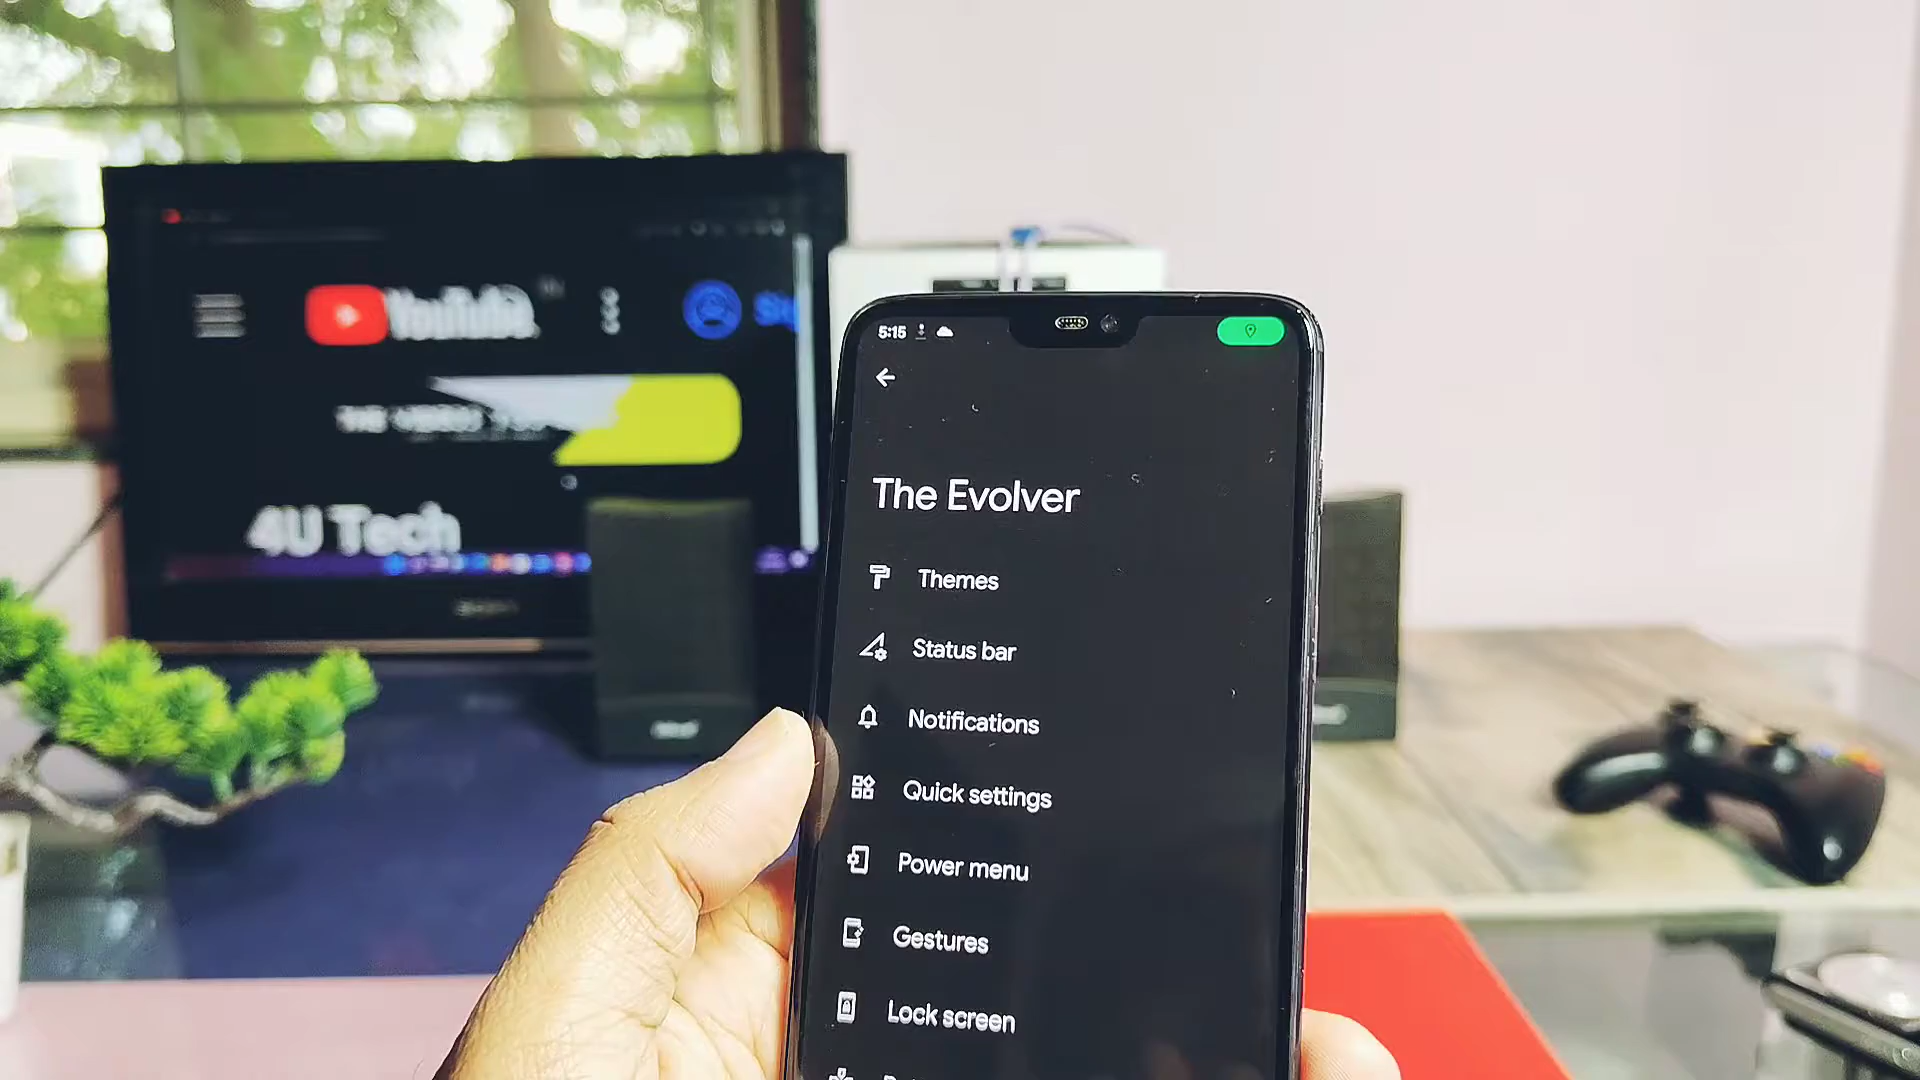 YouTube
4U Tech
5:15
The Evolver
Themes
Status bar
Notifications
Quick settings
Power menu
Gestures
Lock screen